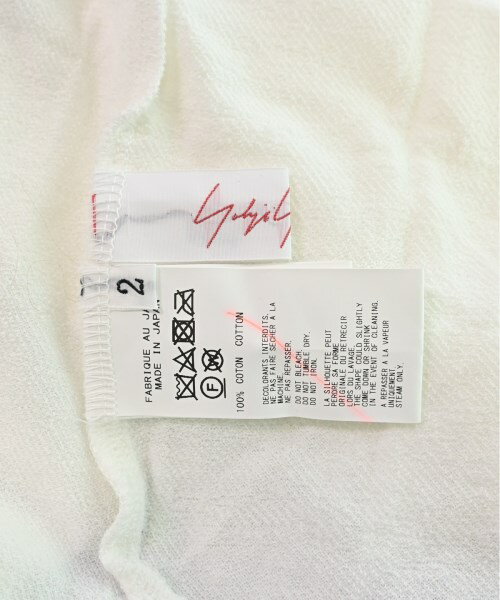 YohjiY
2
FABRIQUE AU JA
MADE IN JAPAN
F W
100% COTON COTTON
DECOLORANTS INTERDITS.
NE PAS FAIRE SECHER A LA
MACHINE.
NE PAS REPASSER.
DO NOT BLEACH.
DO NOT TUMBLE DRY.
DO NOT IRON.
LA SILHOUETTE PEUT
PERDRE SA FORME
ORIGINALE OU RETRECIR
LORS DU LAVAGE.
THE SHAPE COULD SLIGHTLY
COME DOWN OR SHRINK
IN THE EVENT OF CLEANING.
A REPASSER A LA VAPEUR
UNIQUEMENT.
STEAM ONLY.